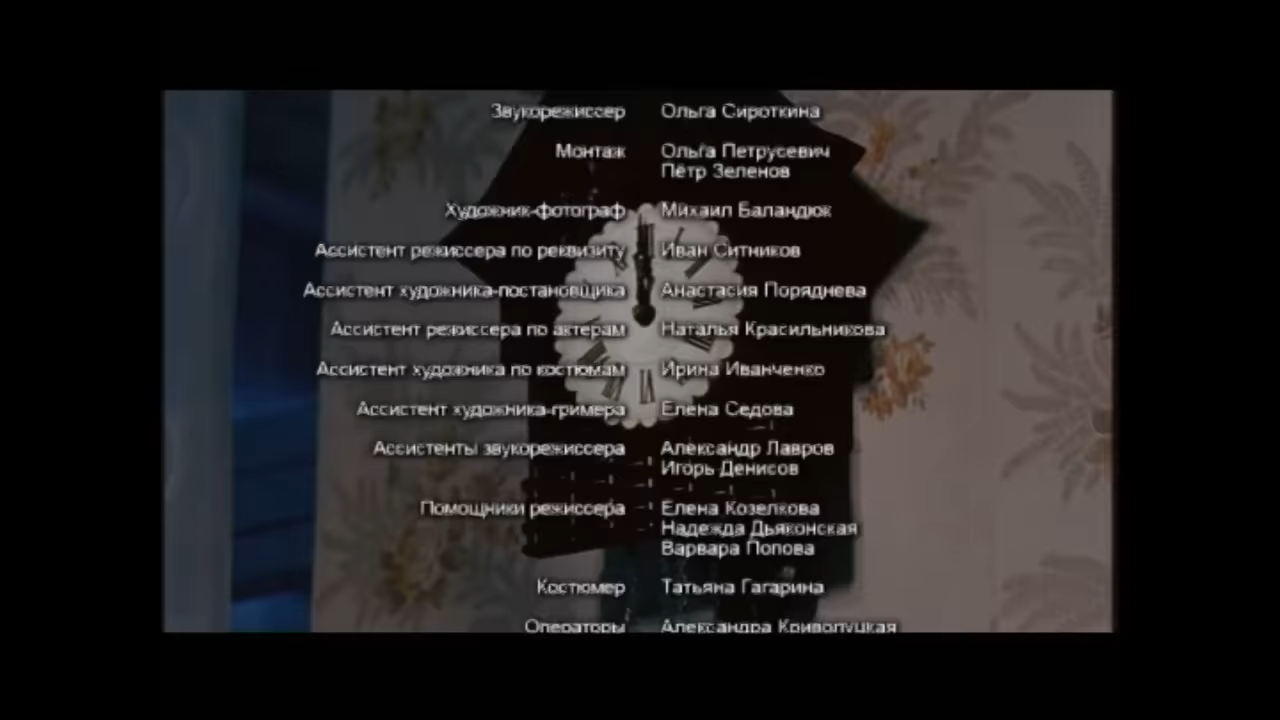 Звукорежиссер Ольга Сироткина
Монтаж Ольга Петрусевич
Пётр Зеленов
Художник-фотограф Михаил Баландюк
Ассистент режиссера по реквизиту Иван Ситников
Ассистент художника-постановщика Анастасия Поряднева
Ассистент режиссера по актерам Наталья Красильникова
Ассистент художника по костюмам Ирина Иванченко
Ассистент художника-гримера Елена Седова
Ассистенты звукорежиссера Александр Лавров
Игорь Денисов
Помощники режиссера Елена Козелкова
Надежда Дьяконская
Варвара Попова
Костюмер Татьяна Гагарина
Операторы Александра Криволуцкая